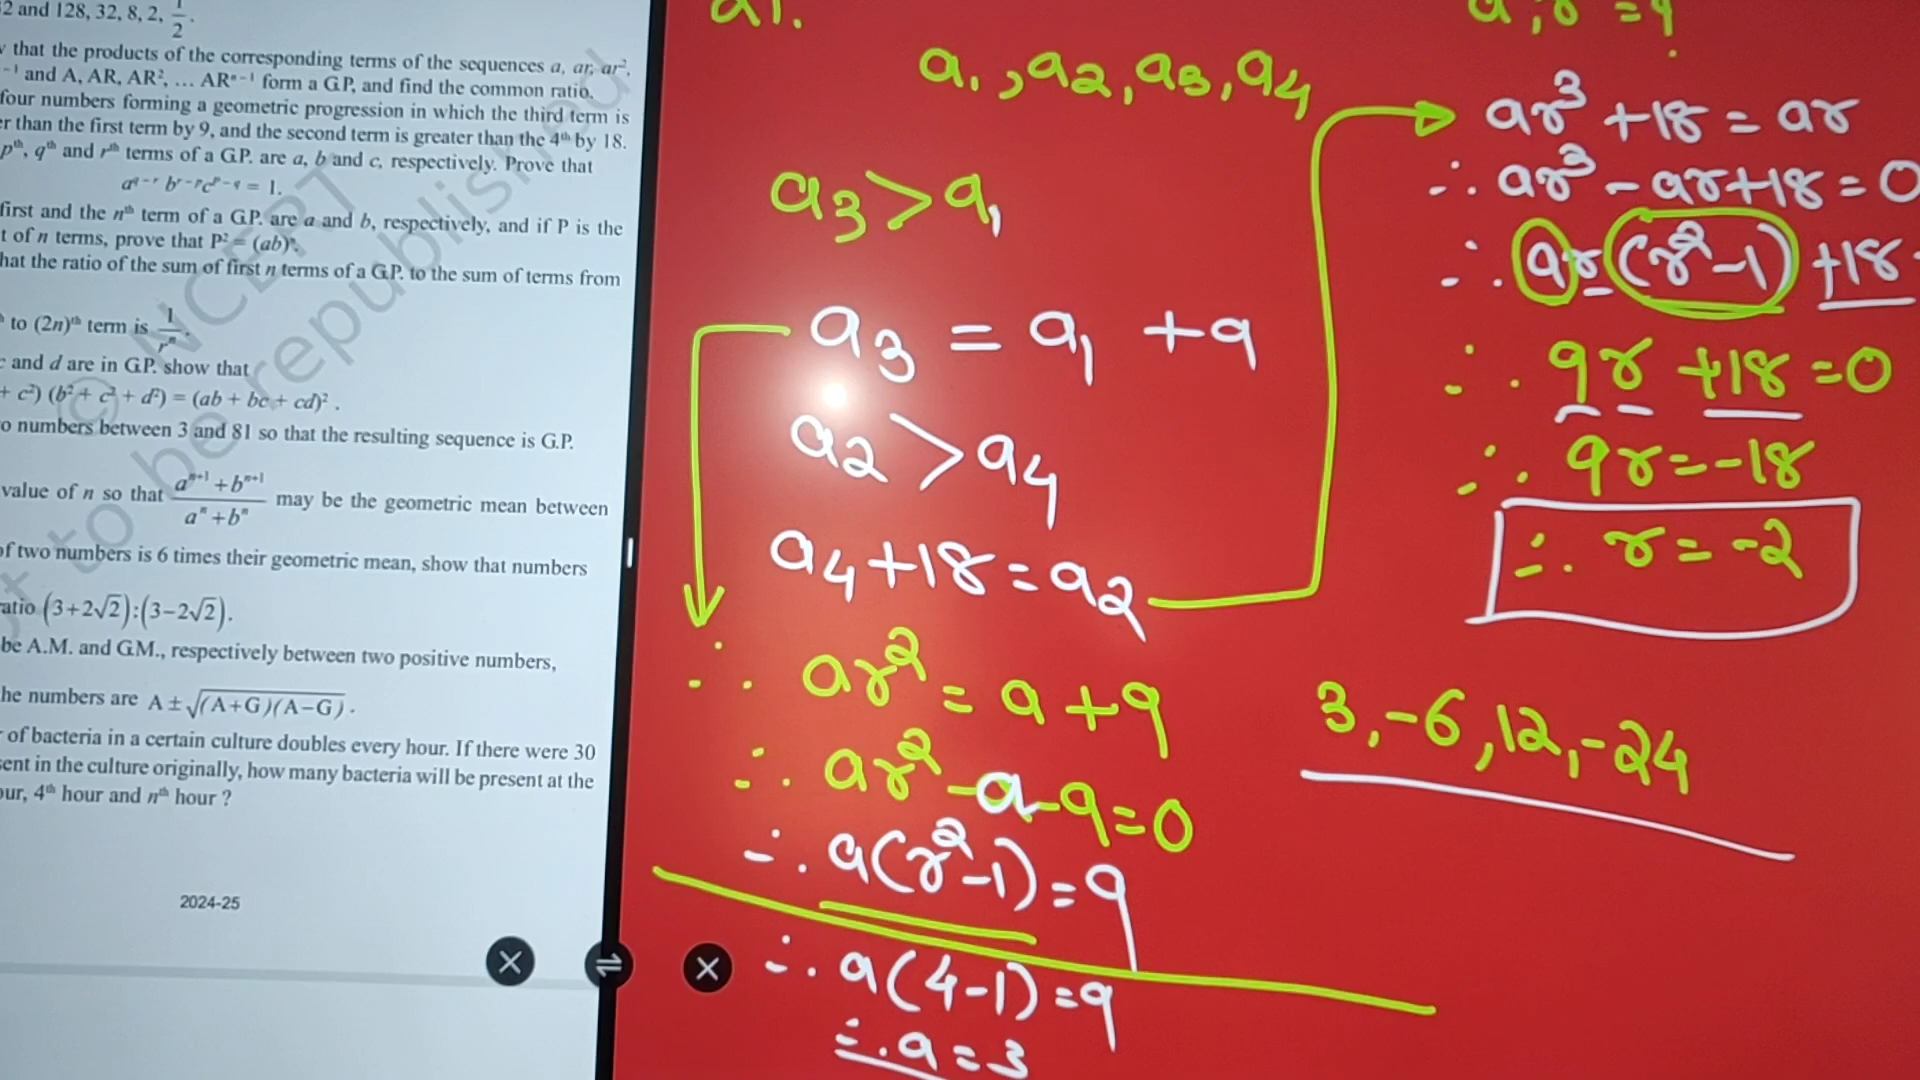 2 and 128, 32, 8, 2, 1/2.
that the products of the corresponding terms of the sequences a, ar, ar²,
⁻¹ and A, AR, AR², … ARⁿ⁻¹ form a G.P, and find the common ratio.
four numbers forming a geometric progression in which the third term is
er than the first term by 9, and the second term is greater than the 4ᵗʰ by 18.
pᵗʰ, qᵗʰ and rᵗʰ terms of a G.P. are a, b and c, respectively. Prove that
a^(q−r) b^(r−p) c^(p−q) = 1.
first and the nᵗʰ term of a G.P. are a and b, respectively, and if P is the
t of n terms, prove that P² = (ab)ⁿ.
hat the ratio of the sum of first n terms of a G.P. to the sum of terms from
to (2n)ᵗʰ term is 1/rⁿ.
c and d are in G.P. show that
+ c²) (b² + c² + d²) = (ab + bc + cd)².
o numbers between 3 and 81 so that the resulting sequence is G.P.
value of n so that (aⁿ⁺¹ + bⁿ⁺¹)/(aⁿ + bⁿ) may be the geometric mean between
of two numbers is 6 times their geometric mean, show that numbers
atio (3+2√2):(3−2√2).
be A.M. and G.M., respectively between two positive numbers,
he numbers are A ± √((A+G)(A−G)).
of bacteria in a certain culture doubles every hour. If there were 30
sent in the culture originally, how many bacteria will be present at the
our, 4ᵗʰ hour and nᵗʰ hour ?
2024-25
© NCERT
to be republished
a₁, a₂, a₃, a₄
a₃ > a₁
a₃ = a₁ + 9
a₂ > a₄
a₄ + 18 = a₂
∴ ar² = a + 9
∴ ar² - a - 9 = 0
∴ a(r² - 1) = 9
∴ a(4-1) = 9
∴ a = 3
a, r = ?
ar³ + 18 = ar
∴ ar³ - ar + 18 = 0
∴ ar(r² - 1) + 18
∴ 9r + 18 = 0
∴ 9r = -18
∴ r = -2
3, -6, 12, -24